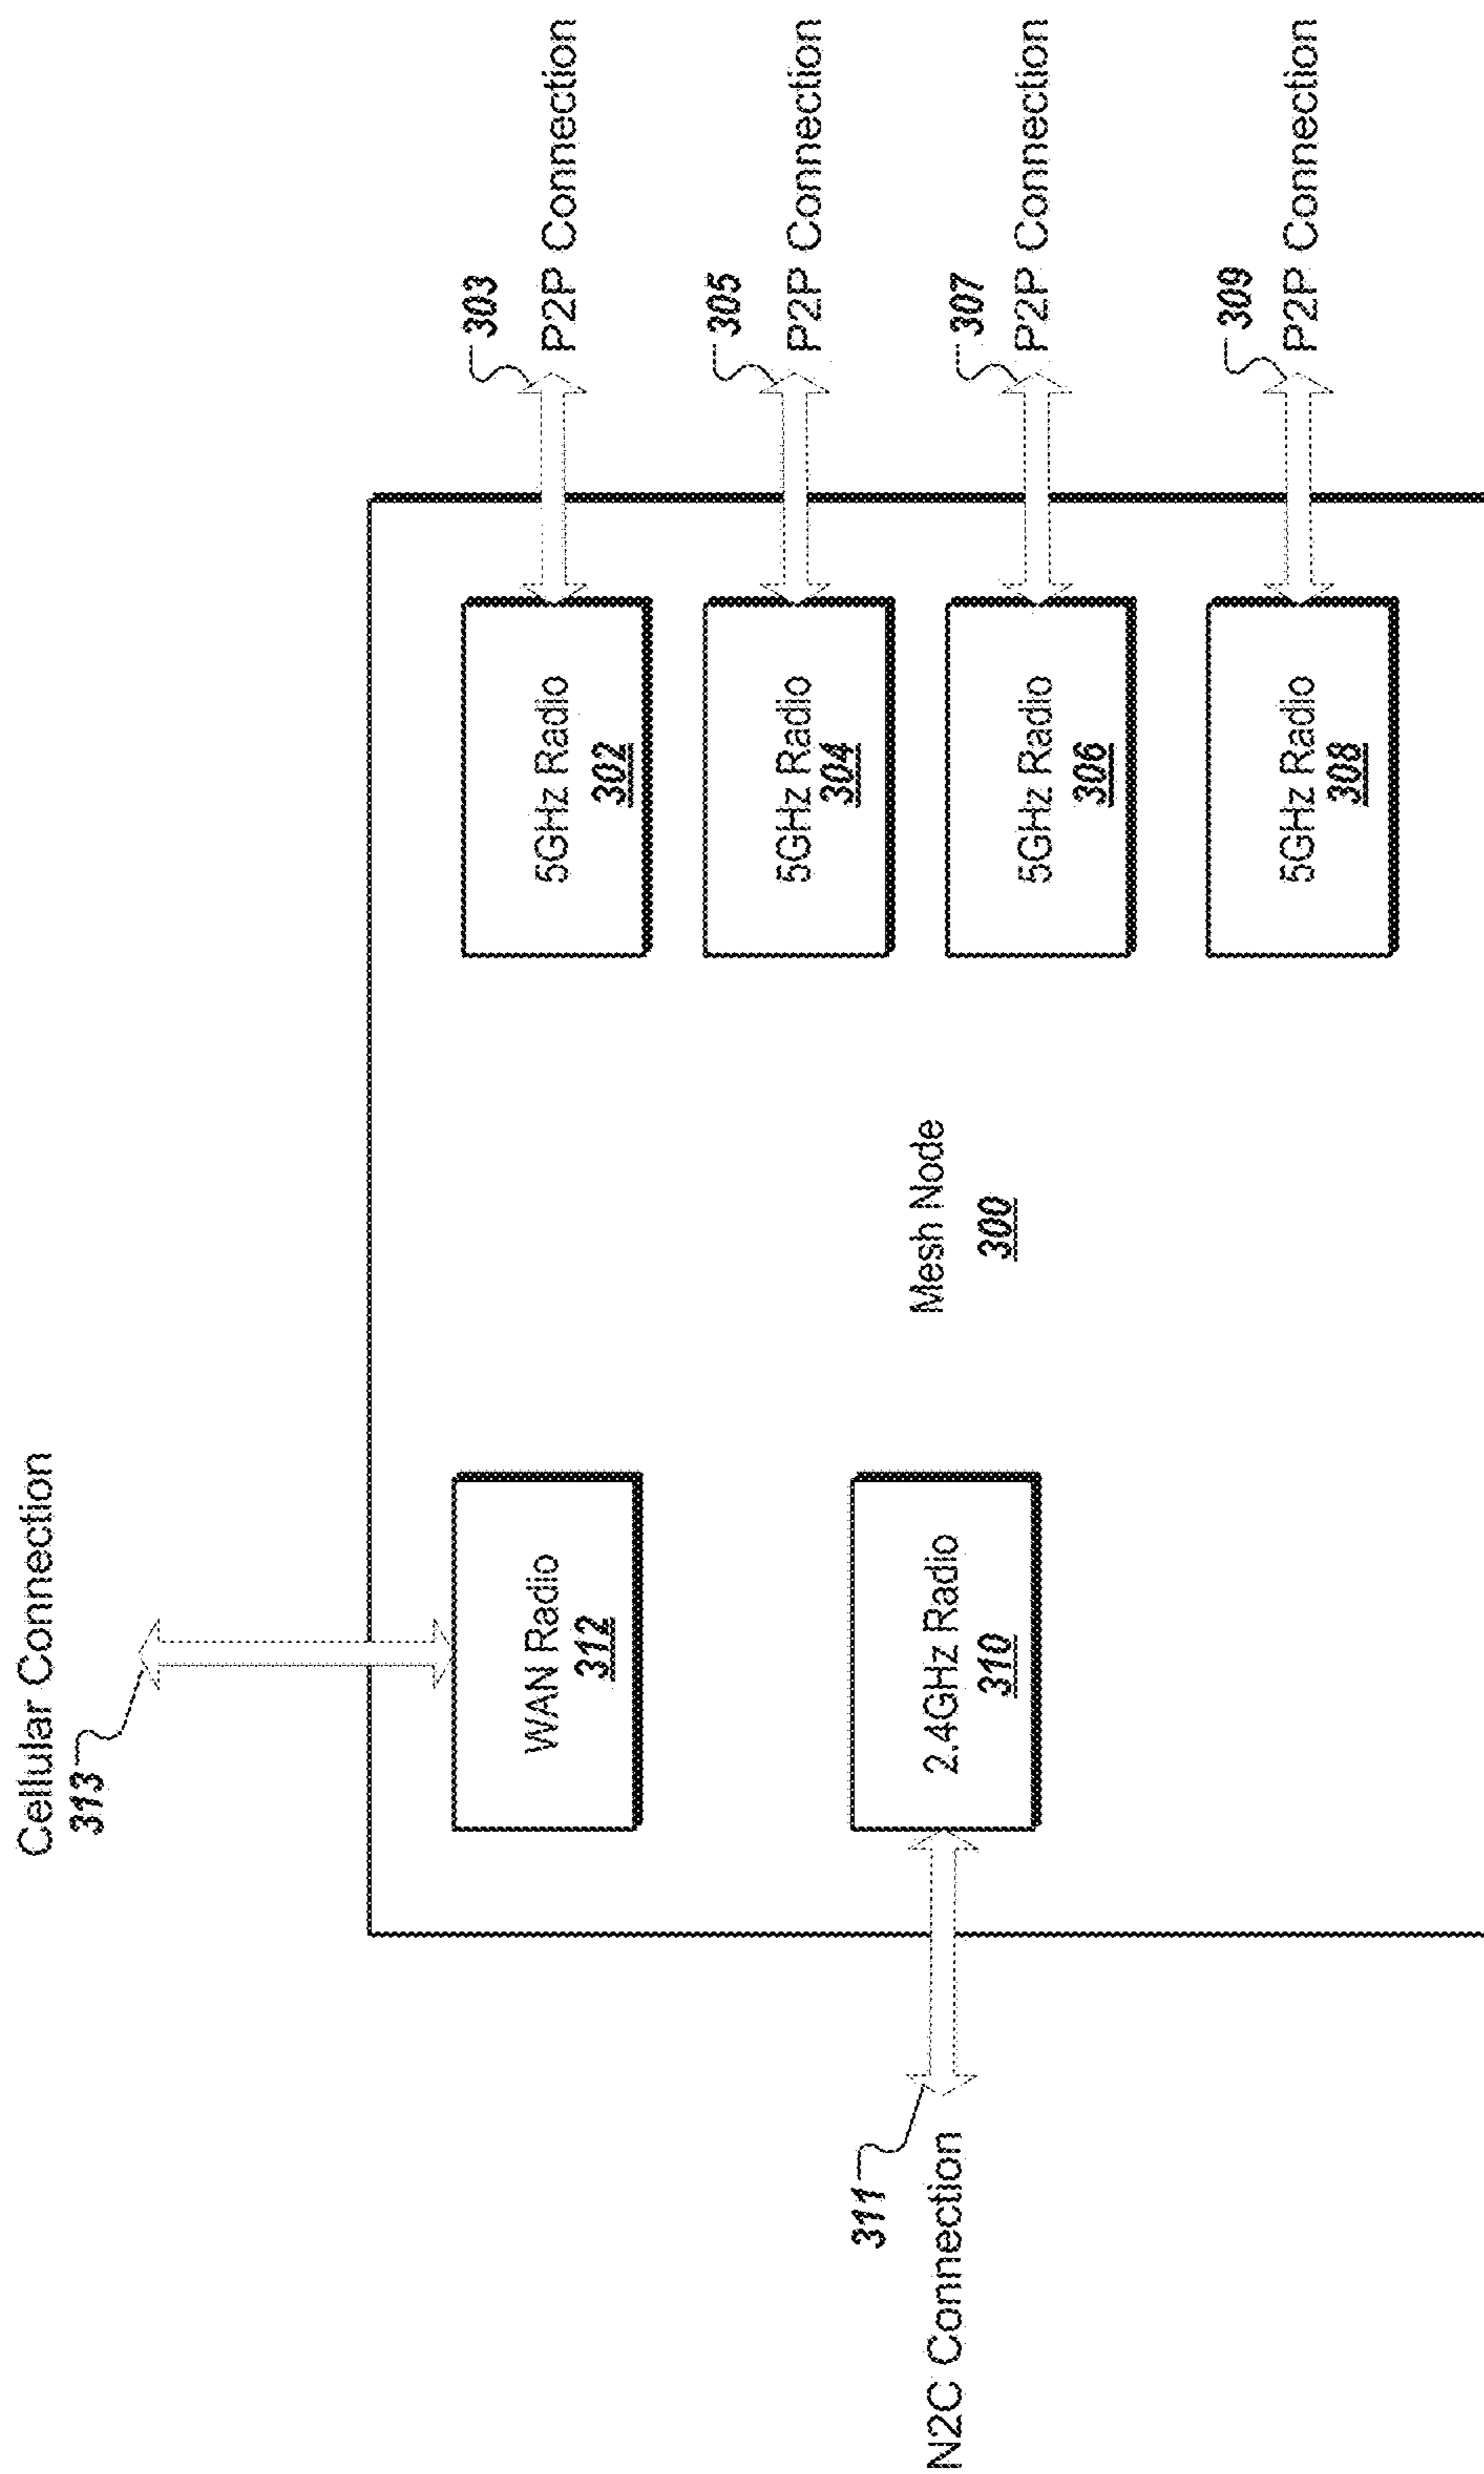 Cellular Connection
313
WAN Radio
312
5GHz Radio
302
303
P2P Connection
5GHz Radio
304
305
P2P Connection
311
N2C Connection
2.4GHz Radio
310
Mesh Node
300
5GHz Radio
306
307
P2P Connection
5GHz Radio
308
309
P2P Connection